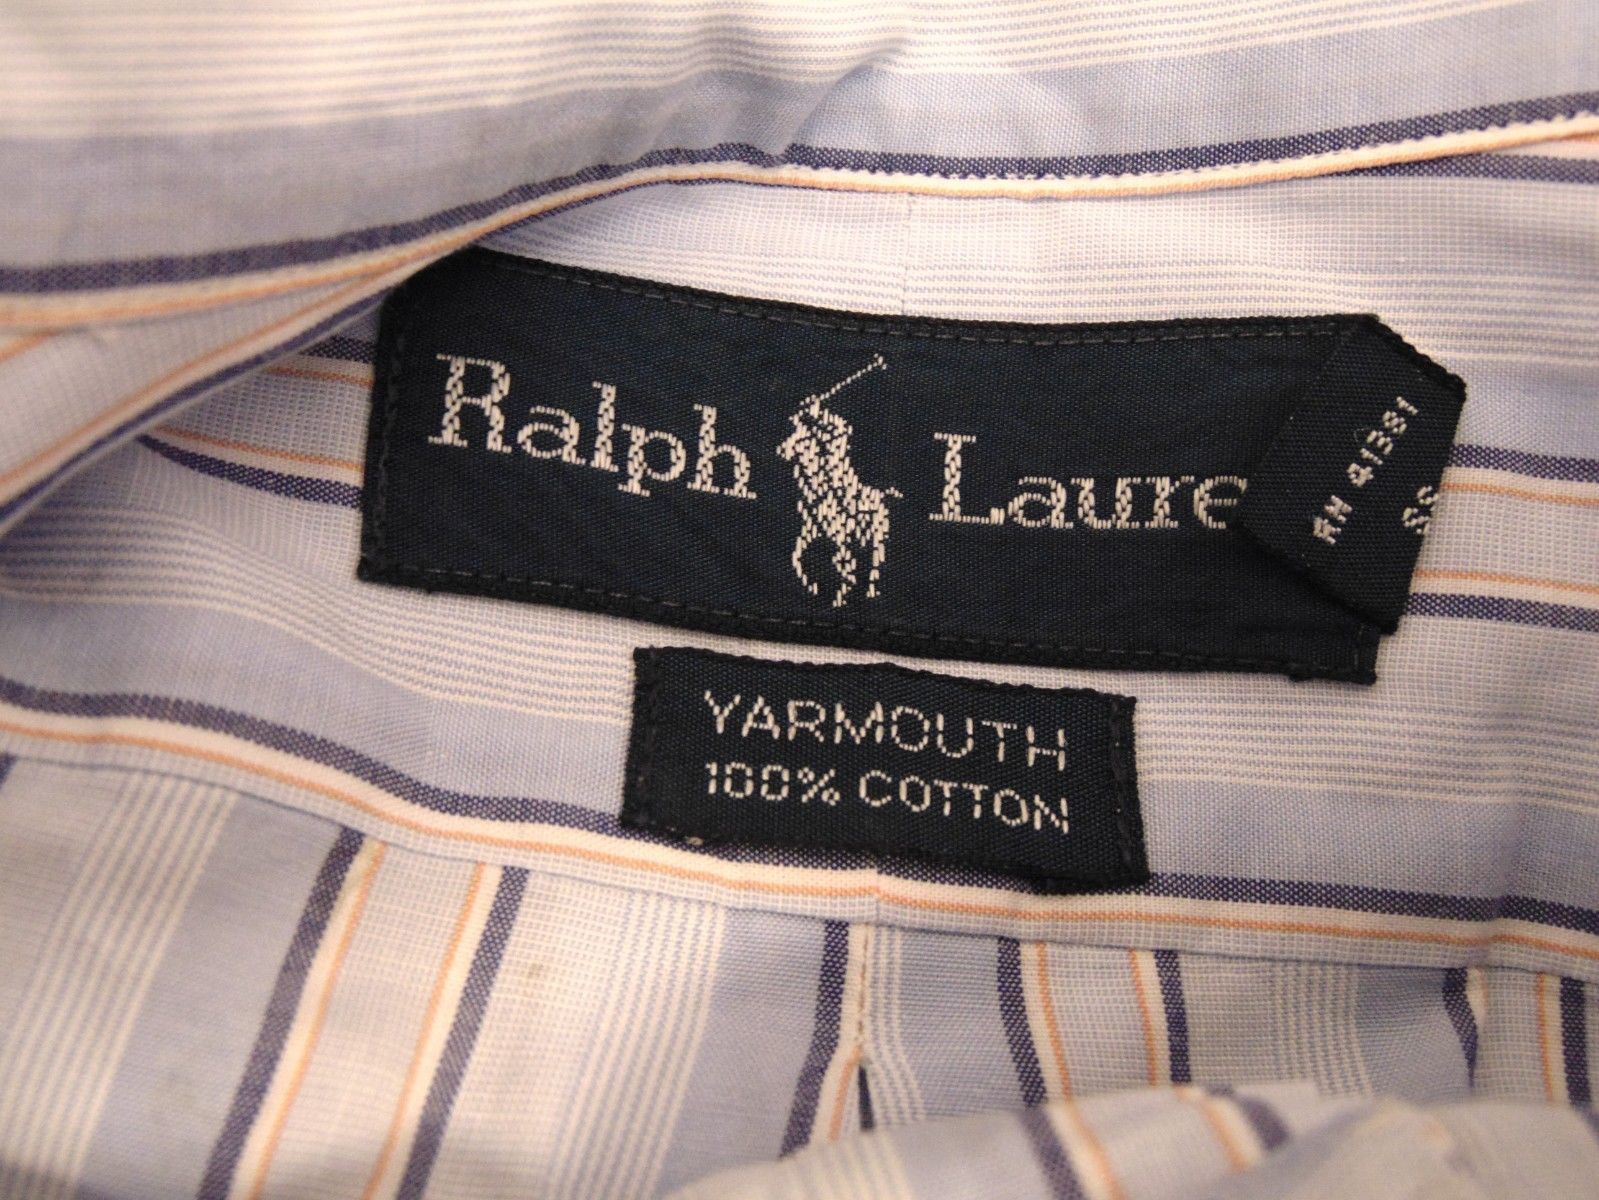 Ralph Laure
RN 41381
YARMOUTH
100% COTTON